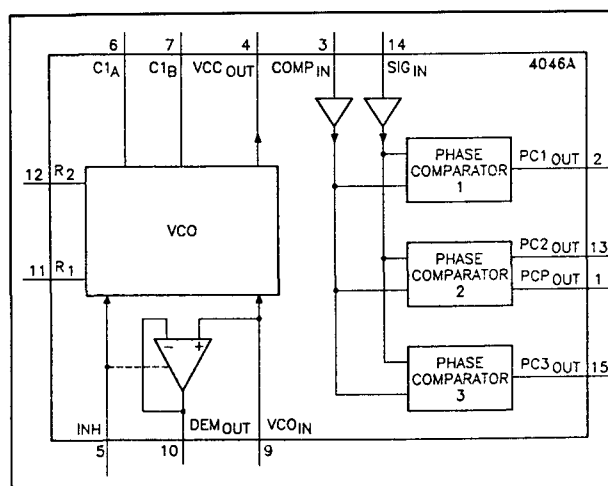 6 7 4 3 14
C1A C1B VCC OUT COMP IN SIG IN 4046A
12 R2
11 R1
VCO
PHASE
COMPARATOR
1
PC1 OUT 2
PHASE
COMPARATOR
2
PC2 OUT 13
PCP OUT 1
PHASE
COMPARATOR
3
PC3 OUT 15
− +
INH DEM OUT VCO IN
5 10 9